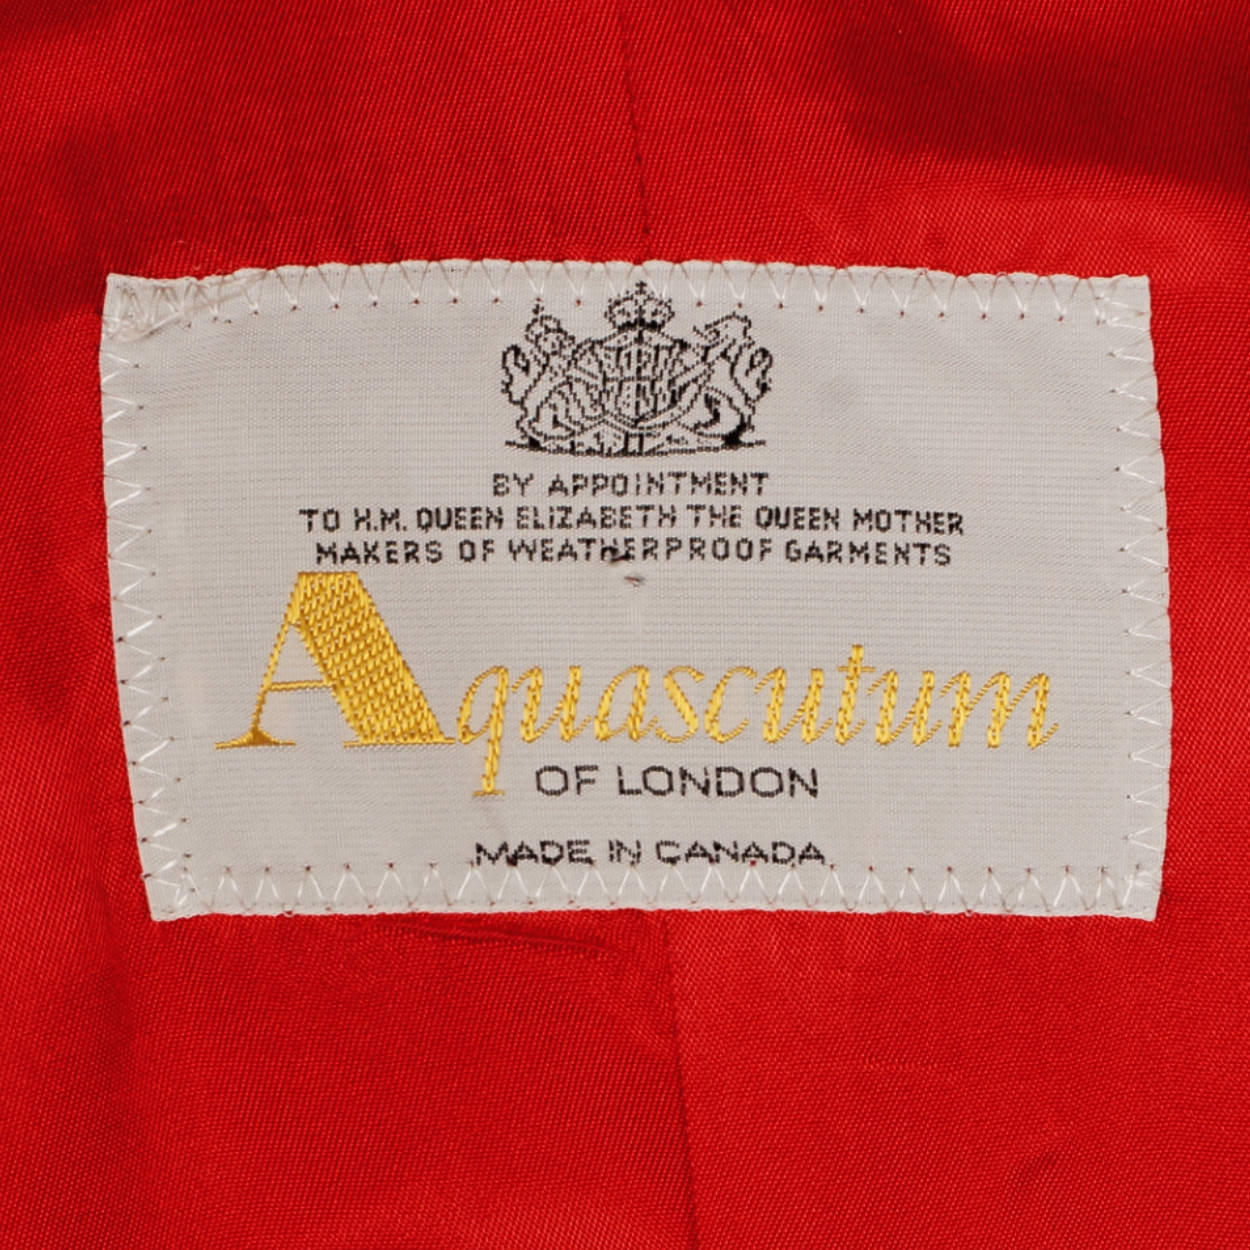 BY APPOINTMENT
TO H.M. QUEEN ELIZABETH THE QUEEN MOTHER
MAKERS OF WEATHERPROOF GARMENTS
Aquascutum
OF LONDON
MADE IN CANADA